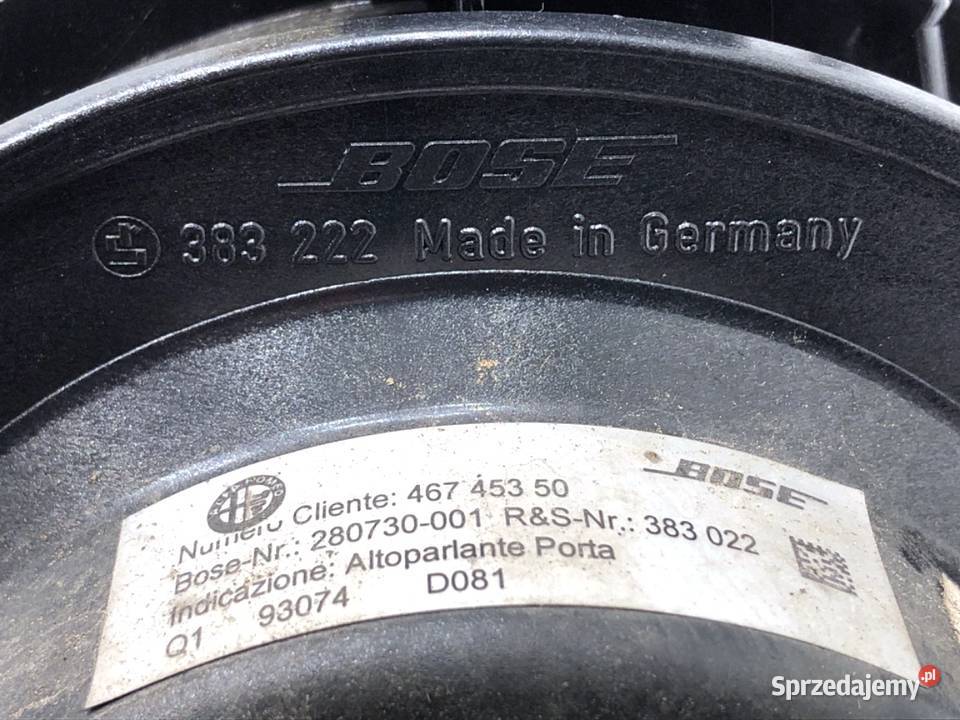 BOSE
383 222 Made in Germany
BOSE
Numero Cliente: 467 453 50
Bose-Nr.: 280730-001 R&S-Nr.: 383 022
Indicazione: Altoparlante Porta
Q1 93074 D081
Sprzedajemy.pl